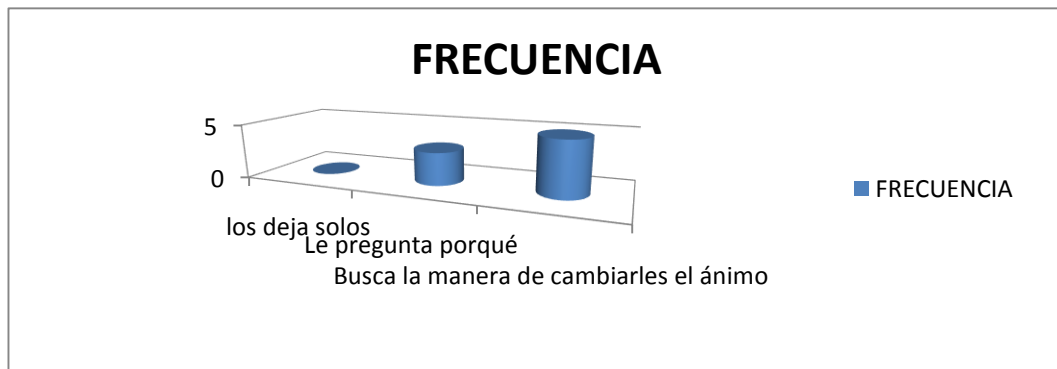 FRECUENCIA
5
0
los deja solos
Le pregunta porqué
Busca la manera de cambiarles el ánimo
FRECUENCIA